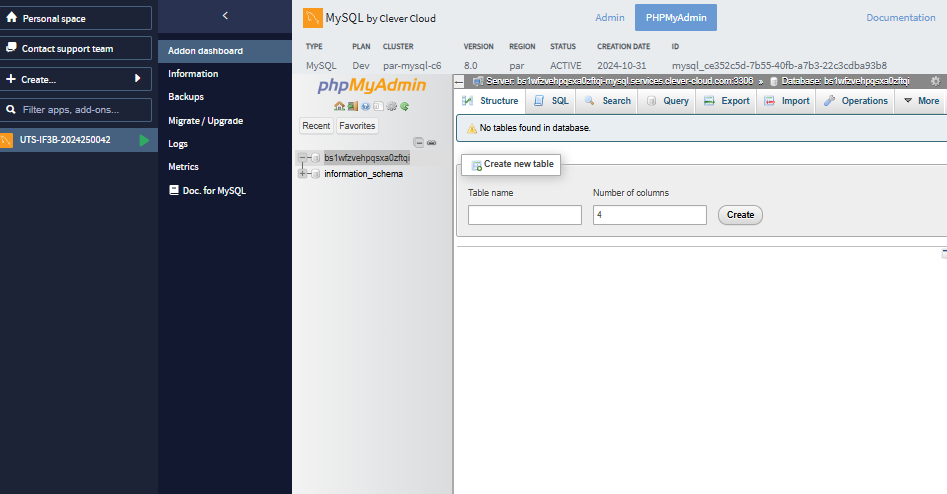 Personal space
Contact support team
Create...
Filter apps, add-ons...
UTS-IF3B-2024250042
Addon dashboard
Information
Backups
Migrate / Upgrade
Logs
Metrics
Doc. for MySQL
MySQL by Clever Cloud
Admin
PHPMyAdmin
Documentation
TYPE PLAN CLUSTER VERSION REGION STATUS CREATION DATE ID
MySQL Dev par-mysql-c6 8.0 par ACTIVE 2024-10-31 mysql_ce352c5d-7b55-40fb-a7b3-22c3cdba93b8
phpMyAdmin
Recent Favorites
bs1wfzvehpqsxa0zftqi
information_schema
Server: bs1wfzvehpqsxa0zftqi-mysql.services.clever-cloud.com:3306 » Database: bs1wfzvehpqsxa0zftqi
Structure SQL Search Query Export Import Operations More
No tables found in database.
Create new table
Table name Number of columns
4 Create